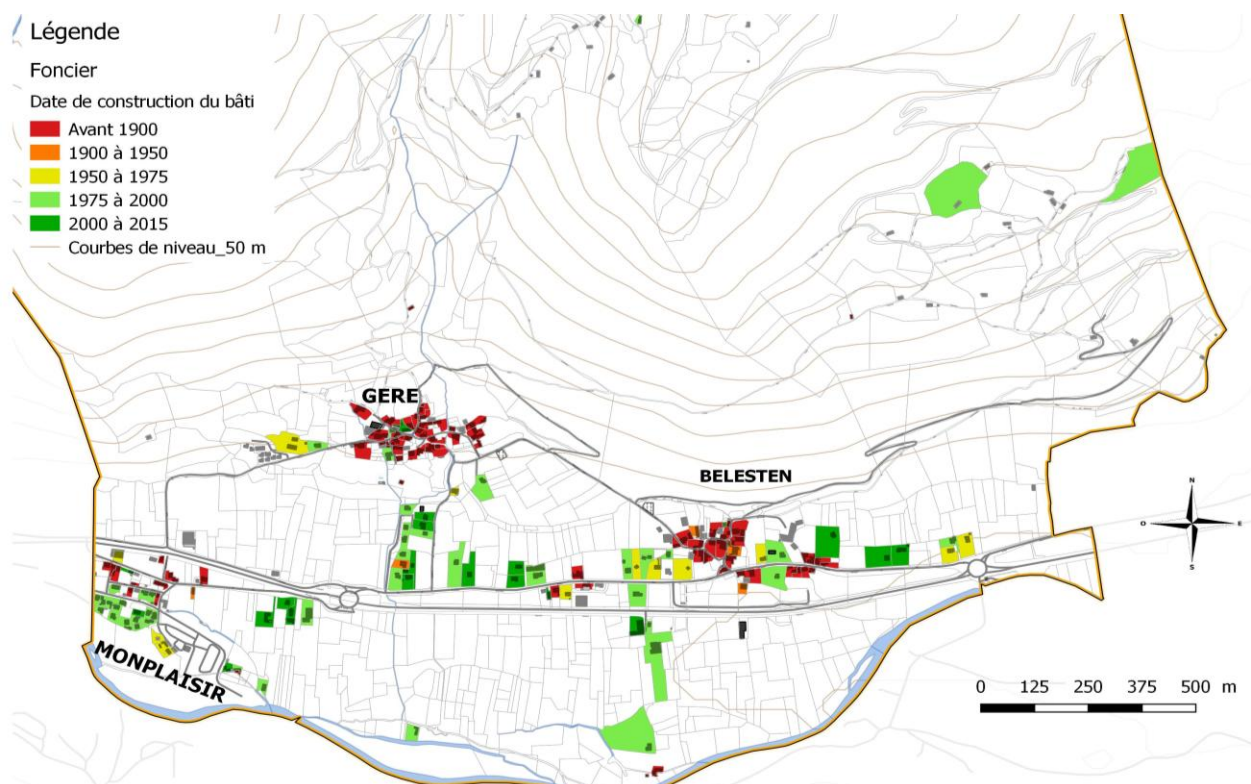 Légende
Foncier
Date de construction du bâti
Avant 1900
1900 à 1950
1950 à 1975
1975 à 2000
2000 à 2015
Courbes de niveau_50 m
GERE
BELESTEN
MONPLAISIR
N
O
E
S
0 125 250 375 500 m